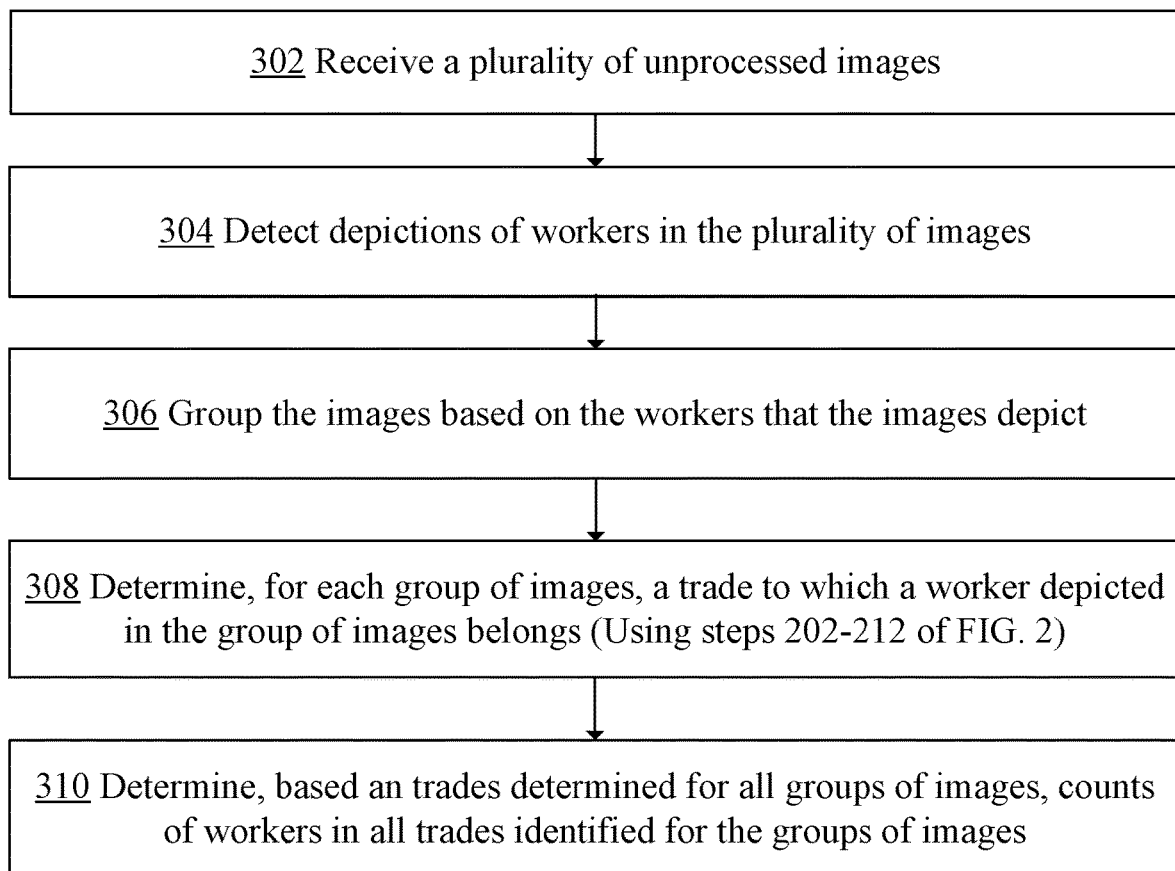 302 Receive a plurality of unprocessed images
304 Detect depictions of workers in the plurality of images
306 Group the images based on the workers that the images depict
308 Determine, for each group of images, a trade to which a worker depicted
in the group of images belongs (Using steps 202-212 of FIG. 2)
310 Determine, based an trades determined for all groups of images, counts
of workers in all trades identified for the groups of images